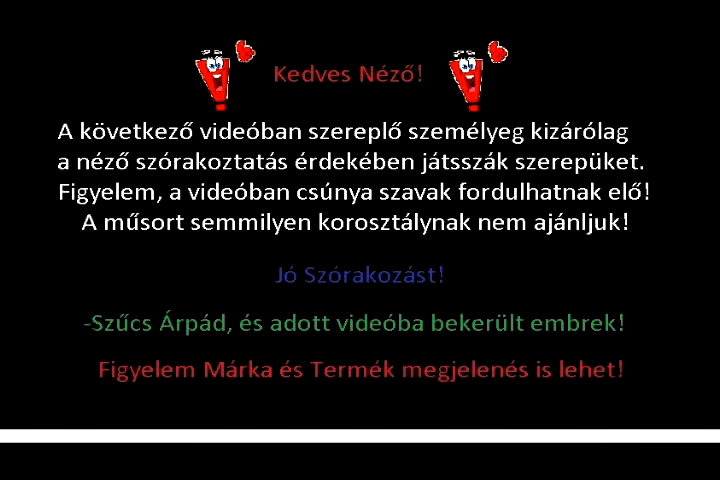 Kedves Néző!
A következő videóban szereplő személyeg kizárólag
a néző szórakoztatás érdekében játsszák szerepüket.
Figyelem, a videóban csúnya szavak fordulhatnak elő!
A műsort semmilyen korosztálynak nem ajánljuk!
Jó Szórakozást!
-Szűcs Árpád, és adott videóba bekerült embrek!
Figyelem Márka és Termék megjelenés is lehet!